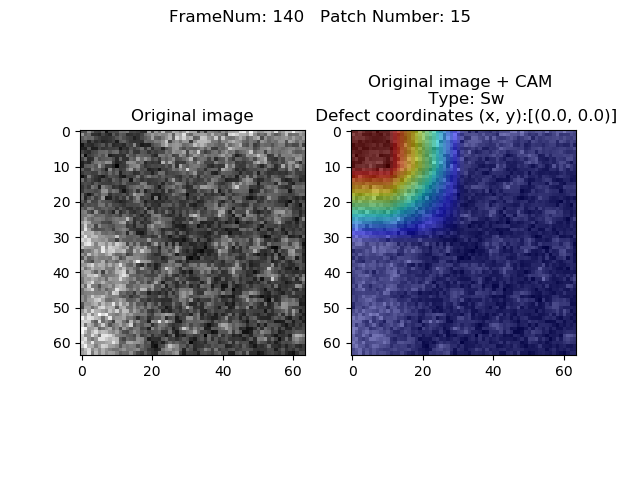 FrameNum: 140   Patch Number: 15
Original image
0
10
20
30
40
50
60
0 20 40 60
Original image + CAM
Type: Sw
Defect coordinates (x, y):[(0.0, 0.0)]
0
10
20
30
40
50
60
0 20 40 60